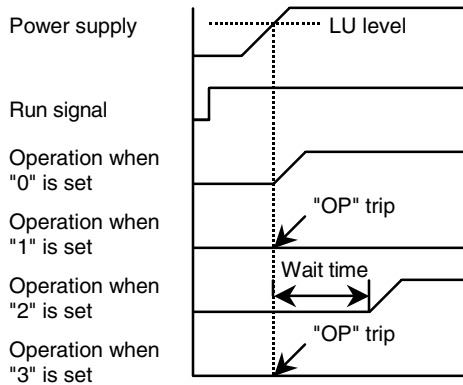 Power supply
LU level
Run signal
Operation when
"0" is set
Operation when
"1" is set
"OP" trip
Wait time
Operation when
"2" is set
"OP" trip
Operation when
"3" is set